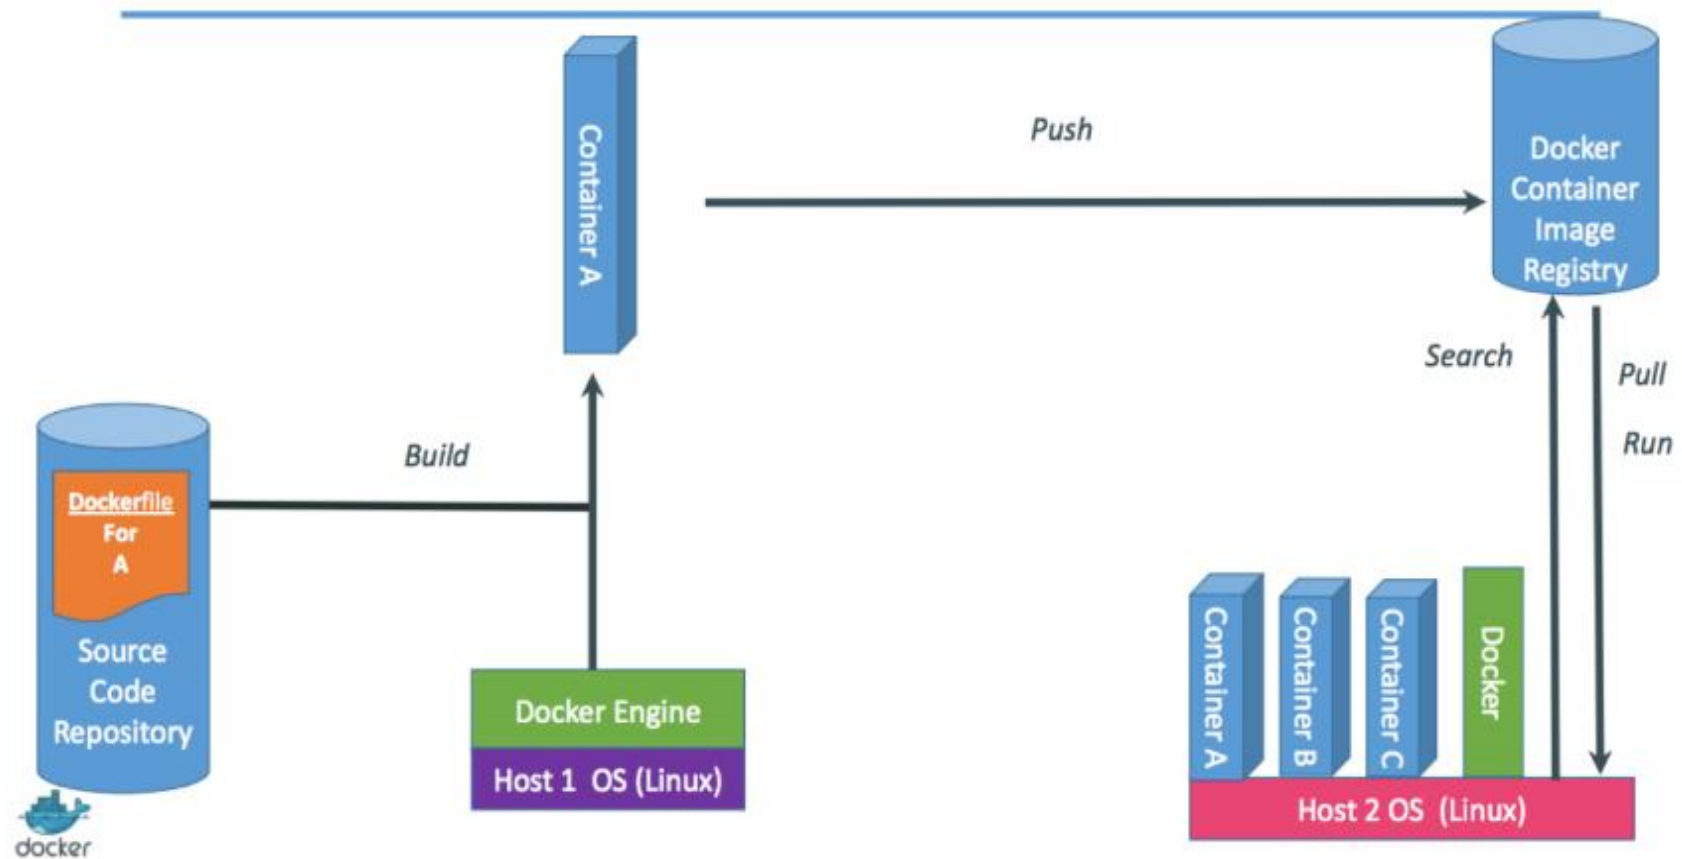 Container A
Push
Docker
Container
Image
Registry
Search
Pull
Run
Build
Dockerfile
For
A
Source
Code
Repository
docker
Docker Engine
Host 1 OS (Linux)
Container A
Container B
Container C
Docker
Host 2 OS (Linux)